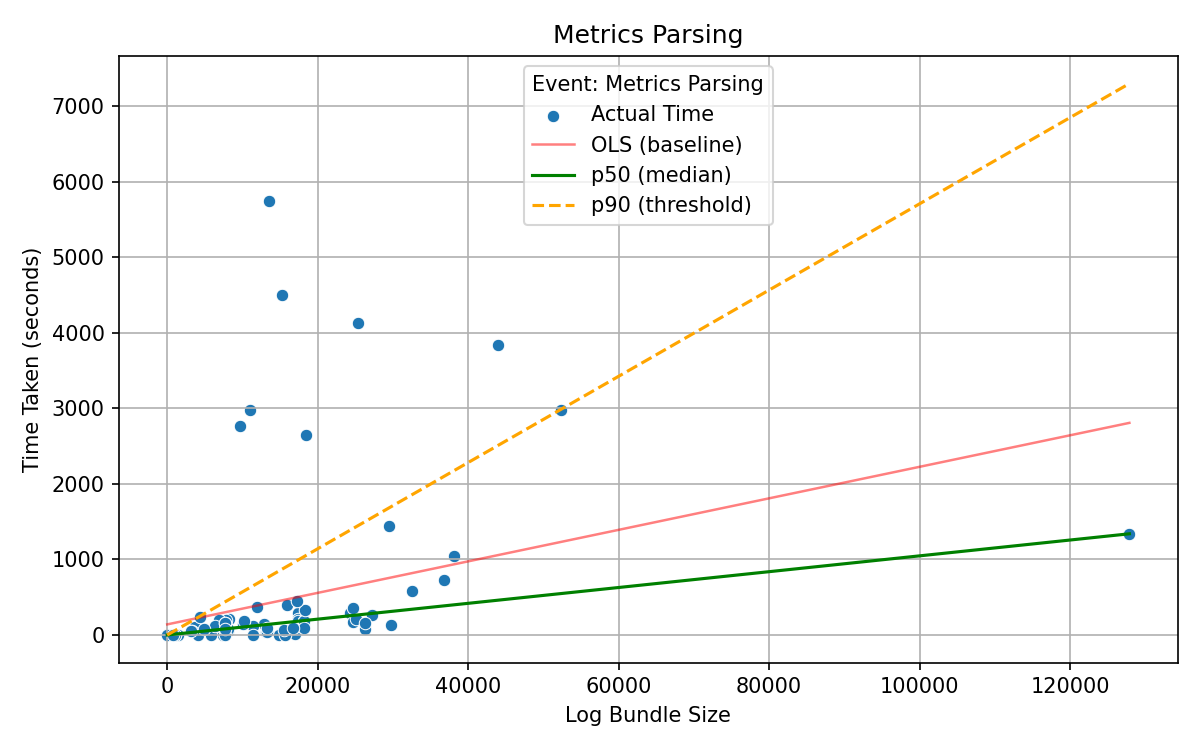 Metrics Parsing
Event: Metrics Parsing
Actual Time
OLS (baseline)
p50 (median)
p90 (threshold)
Time Taken (seconds)
7000
6000
5000
4000
3000
2000
1000
0
0 20000 40000 60000 80000 100000 120000
Log Bundle Size